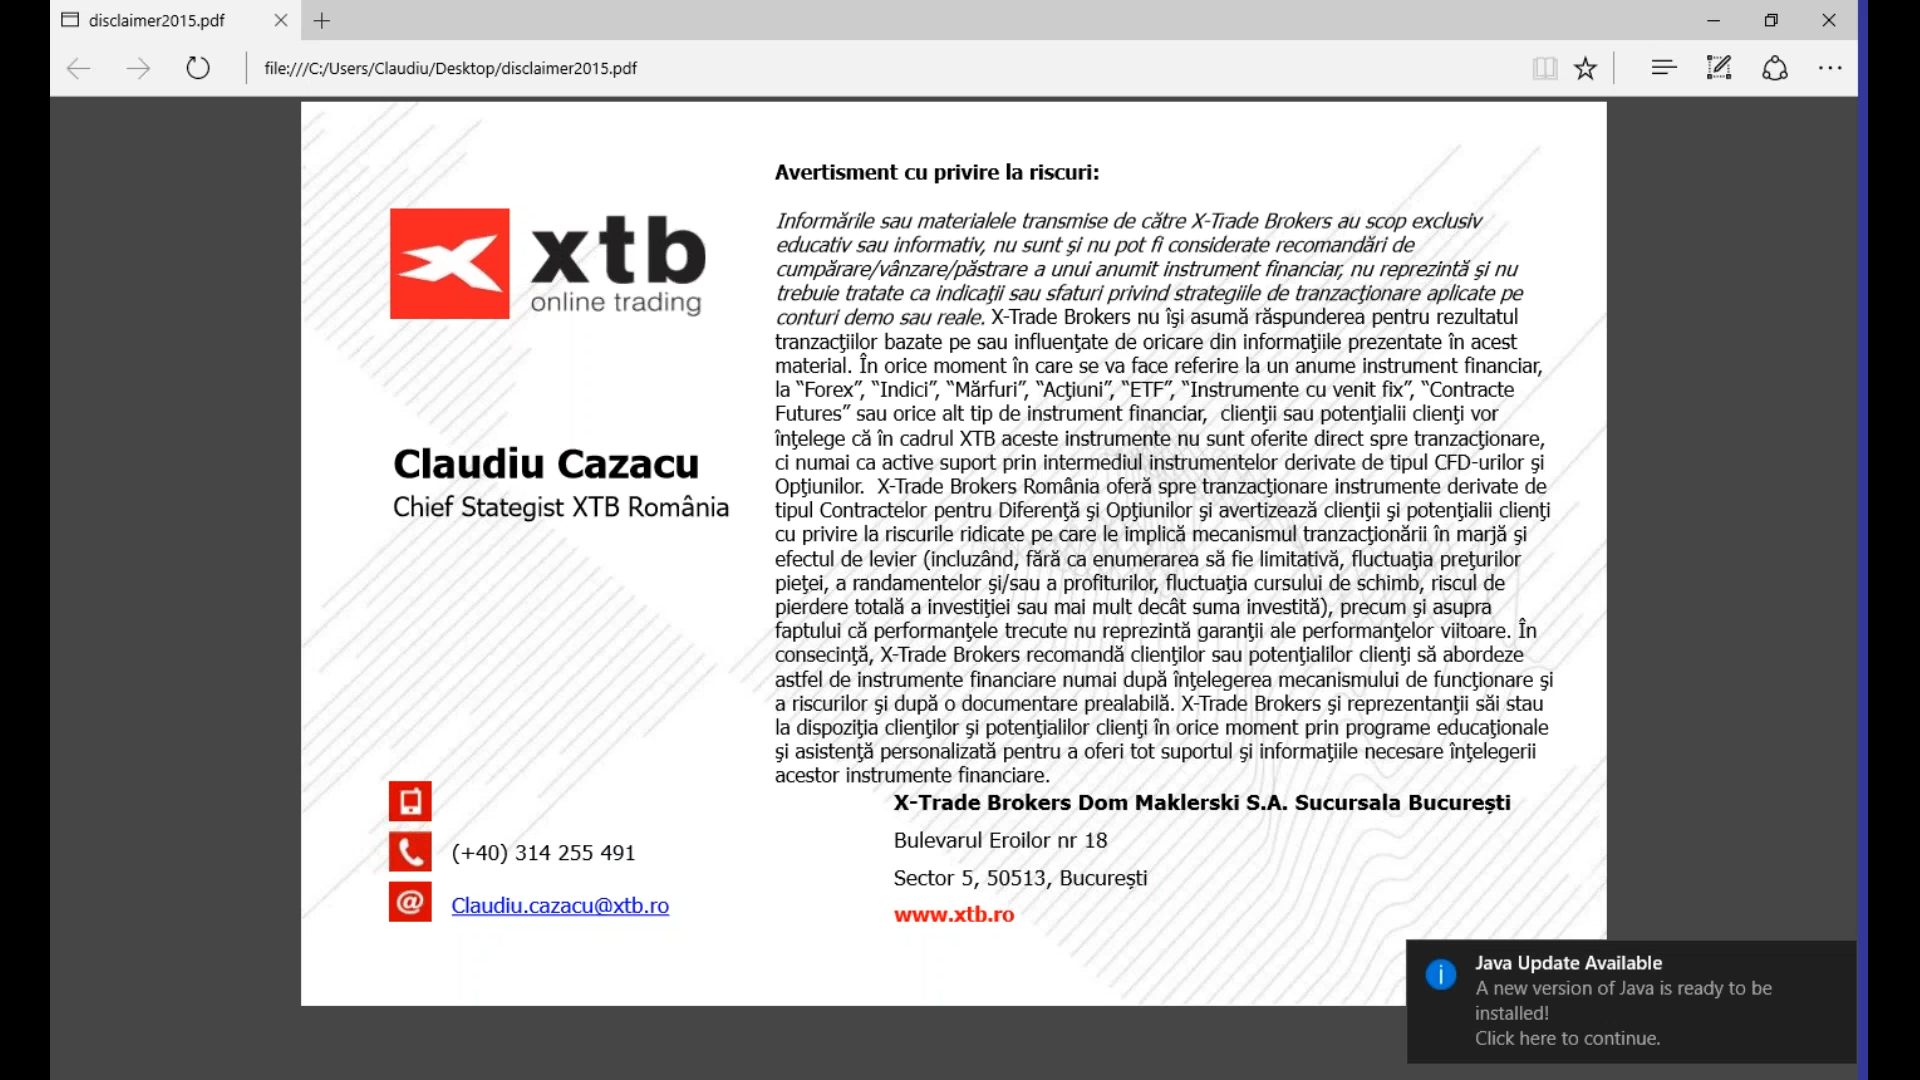 disclaimer2015.pdf
file:///C:/Users/Claudiu/Desktop/disclaimer2015.pdf
xtb
online trading
Claudiu Cazacu
Chief Stategist XTB România
(+40) 314 255 491
Claudiu.cazacu@xtb.ro
Avertisment cu privire la riscuri:
Informările sau materialele transmise de către X-Trade Brokers au scop exclusiv
educativ sau informativ, nu sunt şi nu pot fi considerate recomandări de
cumpărare/vânzare/păstrare a unui anumit instrument financiar, nu reprezintă şi nu
trebuie tratate ca indicaţii sau sfaturi privind strategiile de tranzacţionare aplicate pe
conturi demo sau reale. X-Trade Brokers nu îşi asumă răspunderea pentru rezultatul
tranzacţiilor bazate pe sau influenţate de oricare din informaţiile prezentate în acest
material. În orice moment în care se va face referire la un anume instrument financiar,
la “Forex”, “Indici”, “Mărfuri”, “Acţiuni”, “ETF”, “Instrumente cu venit fix”, “Contracte
Futures” sau orice alt tip de instrument financiar,  clienţii sau potenţialii clienţi vor
înţelege că în cadrul XTB aceste instrumente nu sunt oferite direct spre tranzacţionare,
ci numai ca active suport prin intermediul instrumentelor derivate de tipul CFD-urilor şi
Opţiunilor.  X-Trade Brokers România oferă spre tranzacţionare instrumente derivate de
tipul Contractelor pentru Diferenţă şi Opţiunilor şi avertizează clienţii şi potenţialii clienţi
cu privire la riscurile ridicate pe care le implică mecanismul tranzacţionării în marjă şi
efectul de levier (incluzând, fără ca enumerarea să fie limitativă, fluctuaţia preţurilor
pieţei, a randamentelor şi/sau a profiturilor, fluctuaţia cursului de schimb, riscul de
pierdere totală a investiţiei sau mai mult decât suma investită), precum şi asupra
faptului că performanţele trecute nu reprezintă garanţii ale performanţelor viitoare. În
consecinţă, X-Trade Brokers recomandă clienţilor sau potenţialilor clienţi să abordeze
astfel de instrumente financiare numai după înţelegerea mecanismului de funcţionare şi
a riscurilor şi după o documentare prealabilă. X-Trade Brokers şi reprezentanţii săi stau
la dispoziţia clienţilor şi potenţialilor clienţi în orice moment prin programe educaţionale
şi asistenţă personalizată pentru a oferi tot suportul şi informaţiile necesare înţelegerii
acestor instrumente financiare.
X-Trade Brokers Dom Maklerski S.A. Sucursala București
Bulevarul Eroilor nr 18
Sector 5, 50513, București
www.xtb.ro
Java Update Available
A new version of Java is ready to be
installed!
Click here to continue.